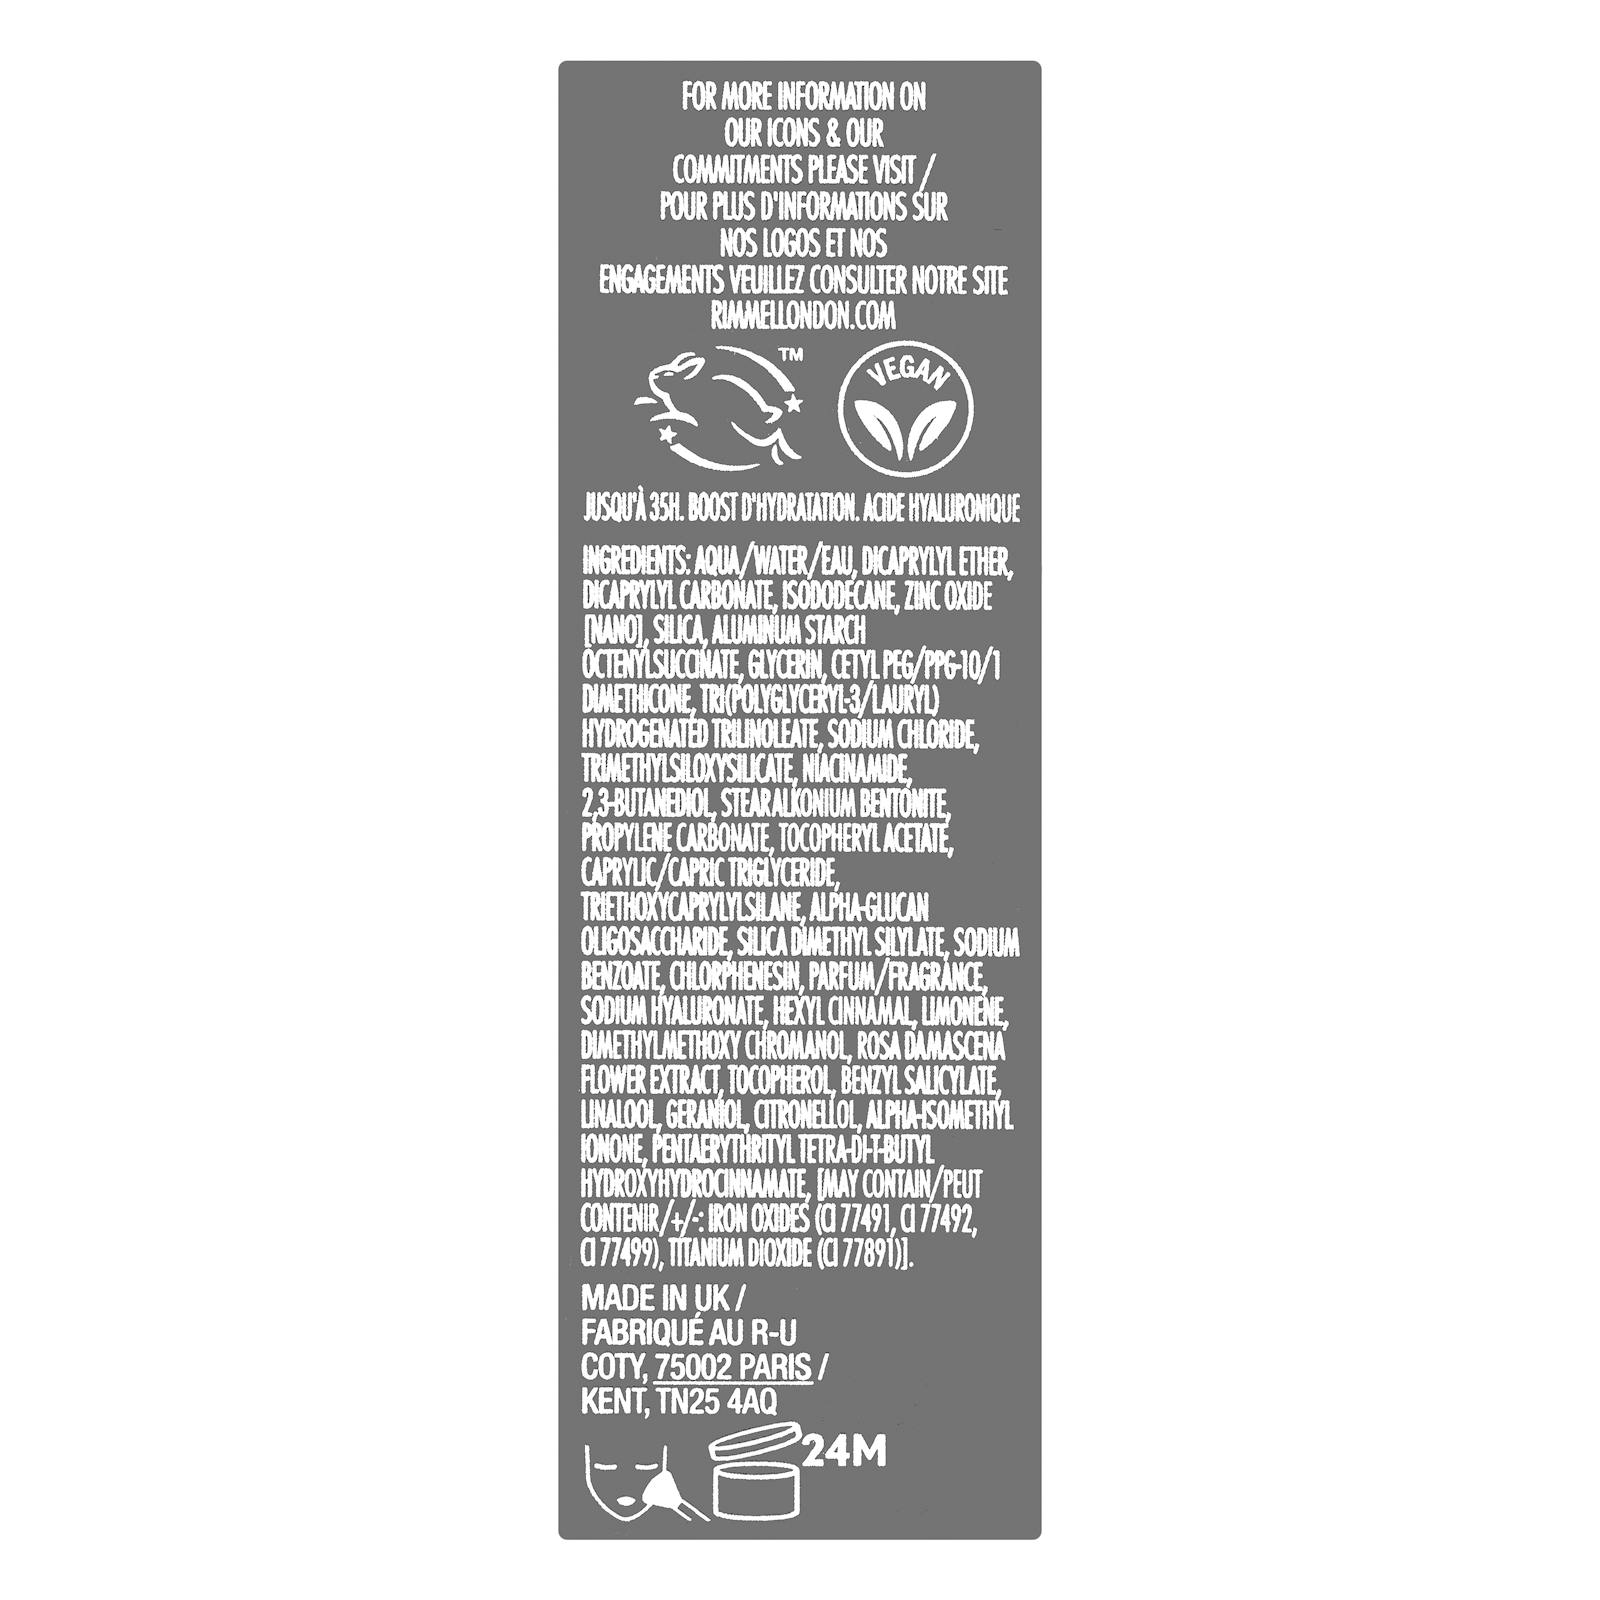 FOR MORE INFORMATION ON
OUR ICONS & OUR
COMMITMENTS PLEASE VISIT /
POUR PLUS D'INFORMATIONS SUR
NOS LOGOS ET NOS
ENGAGEMENTS VEUILLEZ CONSULTER NOTRE SITE
RIMMELLONDON.COM
TM
VEGAN
JUSQU'À 35H. BOOST D'HYDRATATION. ACIDE HYALURONIQUE
INGREDIENTS: AQUA/WATER/EAU, DICAPRYLYL ETHER,
DICAPRYLYL CARBONATE, ISODODECANE, ZINC OXIDE
[NANO], SILICA, ALUMINUM STARCH
OCTENYLSUCCINATE, GLYCERIN, CETYL PEG/PPG-10/1
DIMETHICONE, TRI(POLYGLYCERYL-3/LAURYL)
HYDROGENATED TRILINOLEATE, SODIUM CHLORIDE,
TRIMETHYLSILOXYSILICATE, NIACINAMIDE,
2,3-BUTANEDIOL, STEARALKONIUM BENTONITE,
PROPYLENE CARBONATE, TOCOPHERYL ACETATE,
CAPRYLIC/CAPRIC TRIGLYCERIDE,
TRIETHOXYCAPRYLYLSILANE, ALPHA-GLUCAN
OLIGOSACCHARIDE, SILICA DIMETHYL SILYLATE, SODIUM
BENZOATE, CHLORPHENESIN, PARFUM/FRAGRANCE,
SODIUM HYALURONATE, HEXYL CINNAMAL, LIMONENE,
DIMETHYLMETHOXY CHROMANOL, ROSA DAMASCENA
FLOWER EXTRACT, TOCOPHEROL, BENZYL SALICYLATE,
LINALOOL, GERANIOL, CITRONELLOL, ALPHA-ISOMETHYL
IONONE, PENTAERYTHRITYL TETRA-DI-T-BUTYL
HYDROXYHYDROCINNAMATE, [MAY CONTAIN/PEUT
CONTENIR/+/-: IRON OXIDES (CI 77491, CI 77492,
CI 77499), TITANIUM DIOXIDE (CI 77891)].
MADE IN UK /
FABRIQUÉ AU R-U
COTY, 75002 PARIS /
KENT, TN25 4AQ
24M